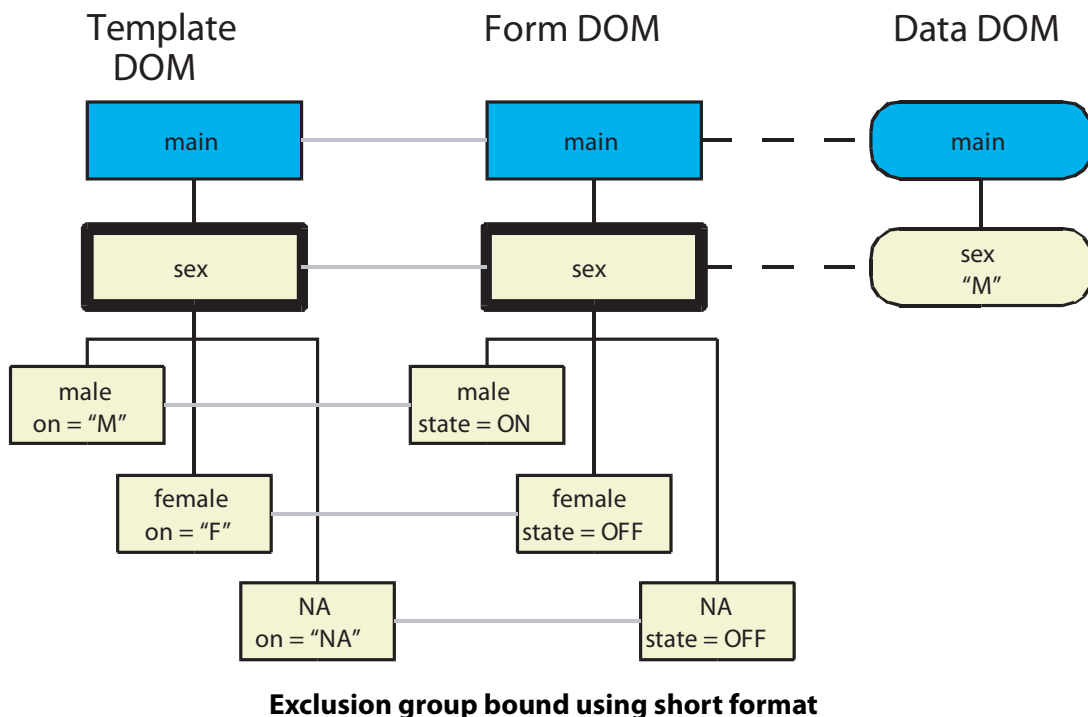 Template
DOM
Form DOM
Data DOM
main
main
main
sex
sex
sex
“M”
male
on = “M”
male
state = ON
female
on = “F”
female
state = OFF
NA
on = “NA”
NA
state = OFF
Exclusion group bound using short format